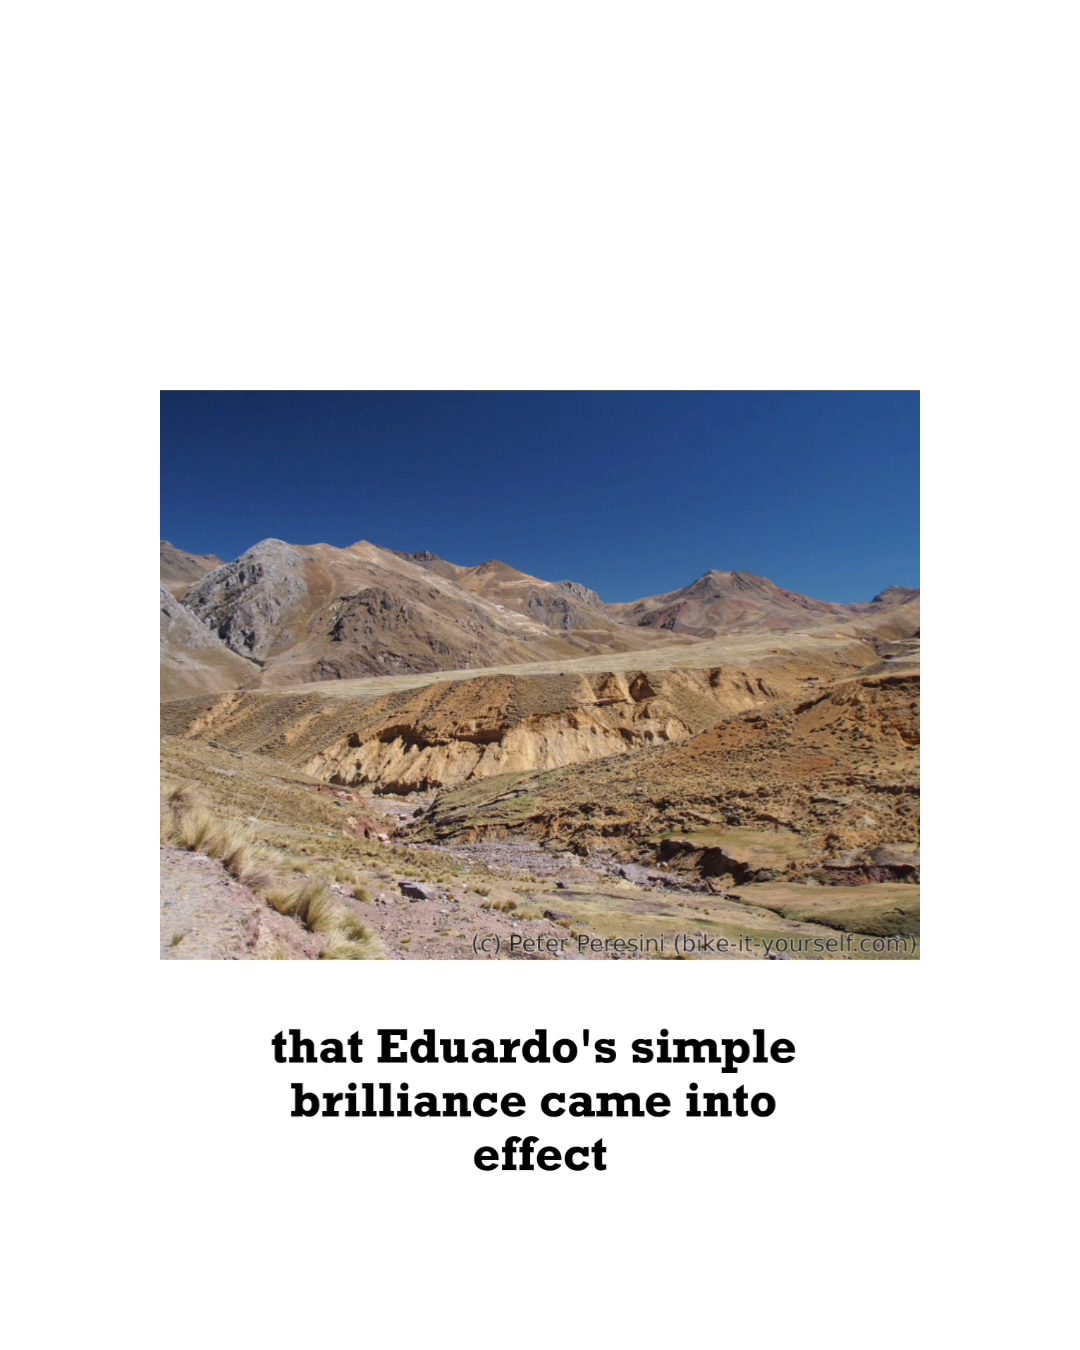 (c) Peter Peresini (bike-it-yourself.com)
that Eduardo's simple
brilliance came into
effect